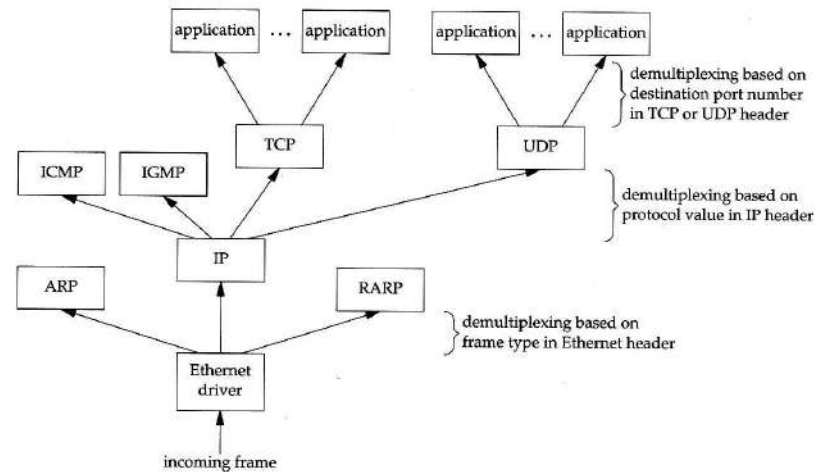 application ... application
application ... application
demultiplexing based on
destination port number
in TCP or UDP header
TCP
UDP
ICMP
IGMP
demultiplexing based on
protocol value in IP header
IP
ARP
RARP
demultiplexing based on
frame type in Ethernet header
Ethernet
driver
incoming frame